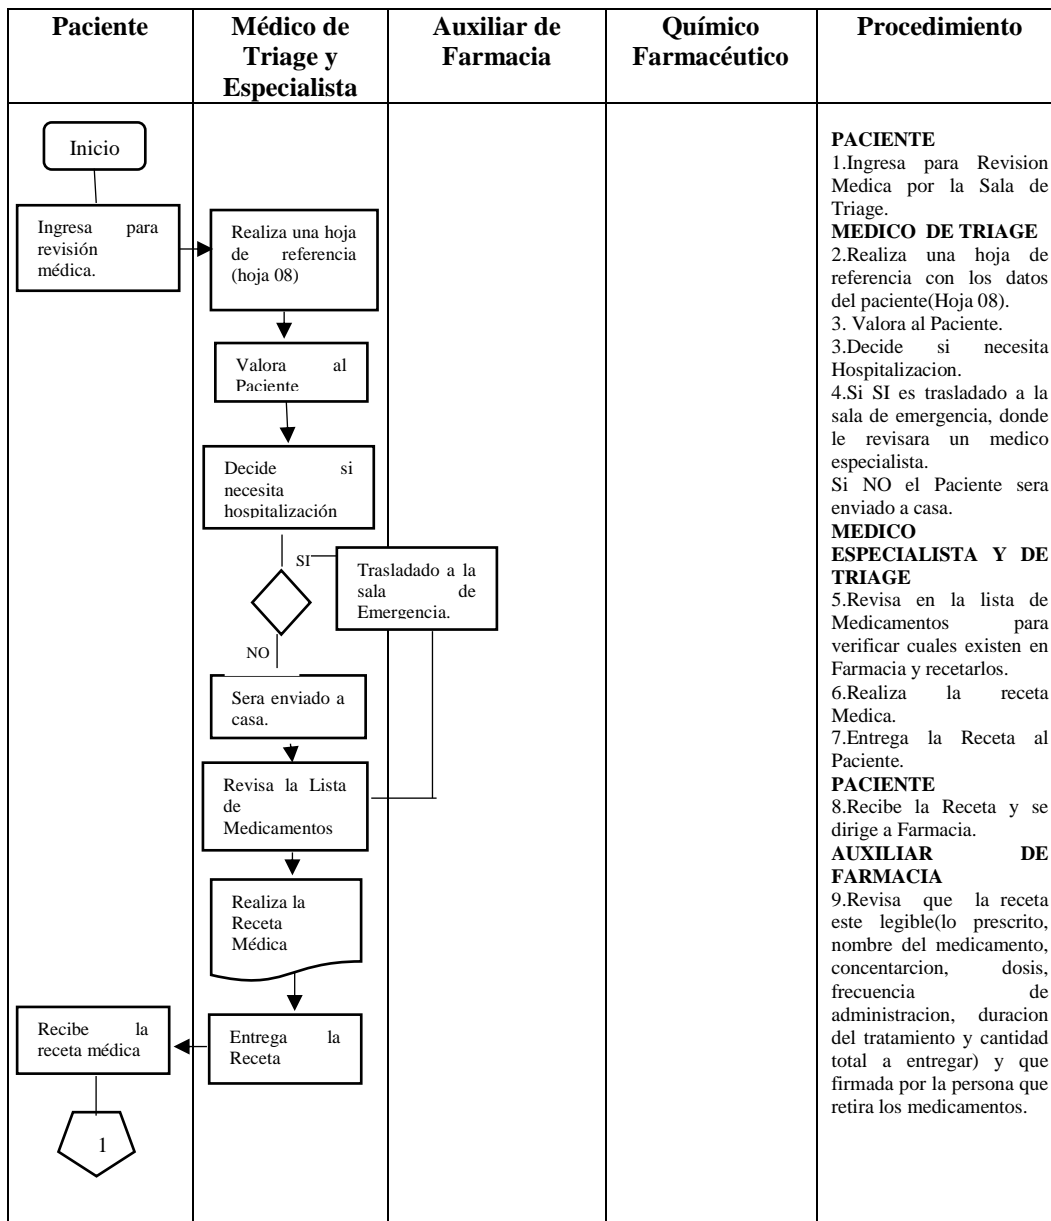 Paciente
Médico de
Triage y
Especialista
Auxiliar de
Farmacia
Químico
Farmacéutico
Procedimiento
Inicio
Ingresa para
revisión
médica.
Realiza una hoja
de referencia
(hoja 08)
Valora al
Paciente
Decide si
necesita
hospitalización
SI
Trasladado a la
sala de
Emergencia.
NO
Sera enviado a
casa.
Revisa la Lista
de
Medicamentos
Realiza la
Receta
Médica
Entrega la
Receta
Recibe la
receta médica
1
PACIENTE
1.Ingresa para Revision
Medica por la Sala de
Triage.
MEDICO DE TRIAGE
2.Realiza una hoja de
referencia con los datos
del paciente(Hoja 08).
3. Valora al Paciente.
3.Decide si necesita
Hospitalizacion.
4.Si SI es trasladado a la
sala de emergencia, donde
le revisara un medico
especialista.
Si NO el Paciente sera
enviado a casa.
MEDICO
ESPECIALISTA Y DE
TRIAGE
5.Revisa en la lista de
Medicamentos para
verificar cuales existen en
Farmacia y recetarlos.
6.Realiza la receta
Medica.
7.Entrega la Receta al
Paciente.
PACIENTE
8.Recibe la Receta y se
dirige a Farmacia.
AUXILIAR DE
FARMACIA
9.Revisa que la receta
este legible(lo prescrito,
nombre del medicamento,
concentarcion, dosis,
frecuencia de
administracion, duracion
del tratamiento y cantidad
total a entregar) y que
firmada por la persona que
retira los medicamentos.